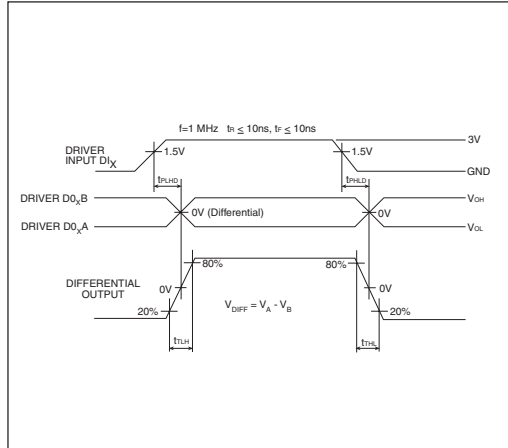 f=1 MHz tR ≤ 10ns, tF ≤ 10ns
3V
DRIVER
INPUT DIX
1.5V
1.5V
GND
tPLHD
tPHLD
DRIVER D0XB
VOH
0V (Differential)
0V
DRIVER D0XA
VOL
80%
80%
DIFFERENTIAL
OUTPUT
0V
0V
VDIFF = VA - VB
20%
20%
tTLH
tTHL